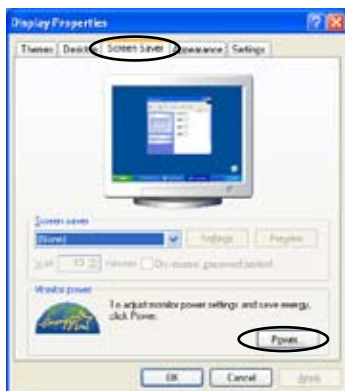 Display Properties
Themes Desktop Screen Saver Appearance Settings
Screen saver
(None) Settings Preview
Wait: minutes On resume, password protect
Monitor power
To adjust monitor power settings and save energy,
click Power.
Power...
OK Cancel Apply